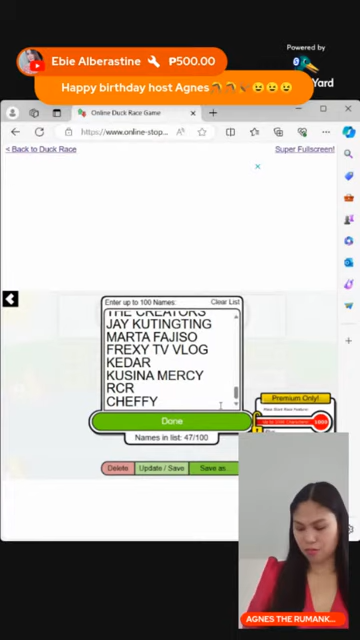 Ebie Alberastine ₱500.00
Powered by
Yard
Happy birthday host Agnes
Online Duck Race Game
https://www.online-stop...
< Back to Duck Race
Super Fullscreen!
Enter up to 100 Names:
Clear List
THE CREATORS
JAY KUTINGTING
MARTA FAJISO
FREXY TV VLOG
KEDAR
KUSINA MERCY
RCR
CHEFFY
Done
Names in list: 47/100
Premium Only!
1000
Delete
Update / Save
Save as
AGNES THE RUMANK...